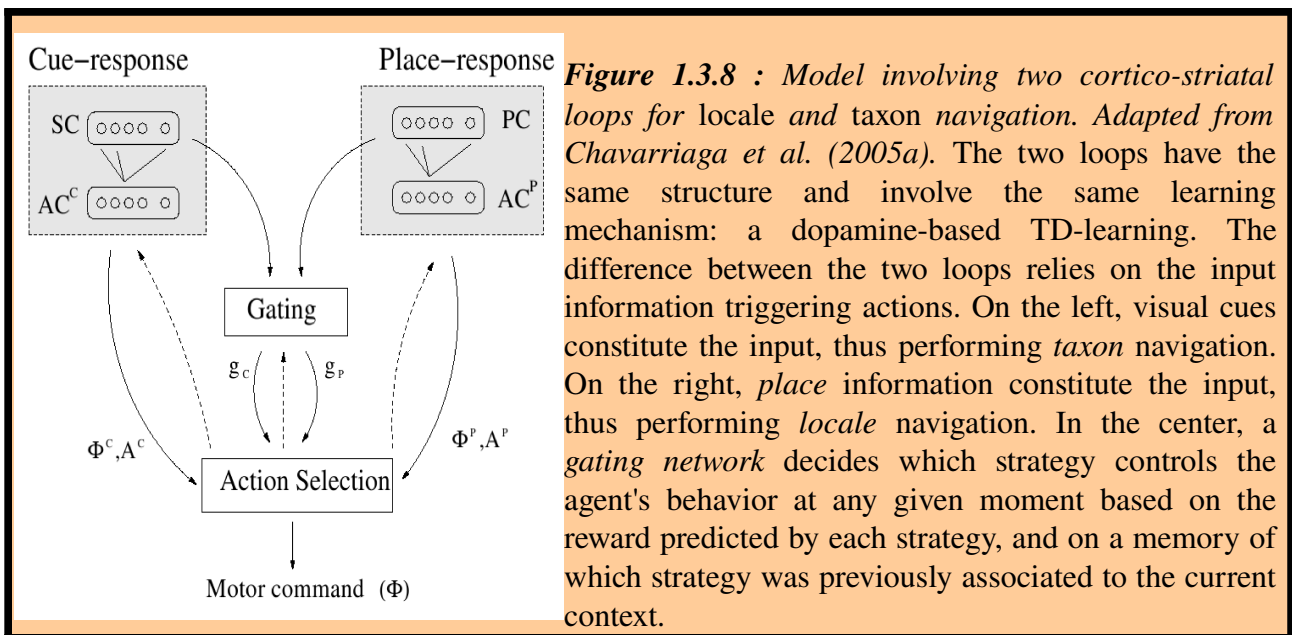 Cue−response
Place−response
SC
PC
AC^C
AC^P
Gating
g_C
g_P
Φ^C,A^C
Φ^P,A^P
Action Selection
Motor command (Φ)
Figure 1.3.8 : Model involving two cortico-striatal
loops for locale and taxon navigation. Adapted from
Chavarriaga et al. (2005a). The two loops have the
same structure and involve the same learning
mechanism: a dopamine-based TD-learning. The
difference between the two loops relies on the input
information triggering actions. On the left, visual cues
constitute the input, thus performing taxon navigation.
On the right, place information constitute the input,
thus performing locale navigation. In the center, a
gating network decides which strategy controls the
agent's behavior at any given moment based on the
reward predicted by each strategy, and on a memory of
which strategy was previously associated to the current
context.